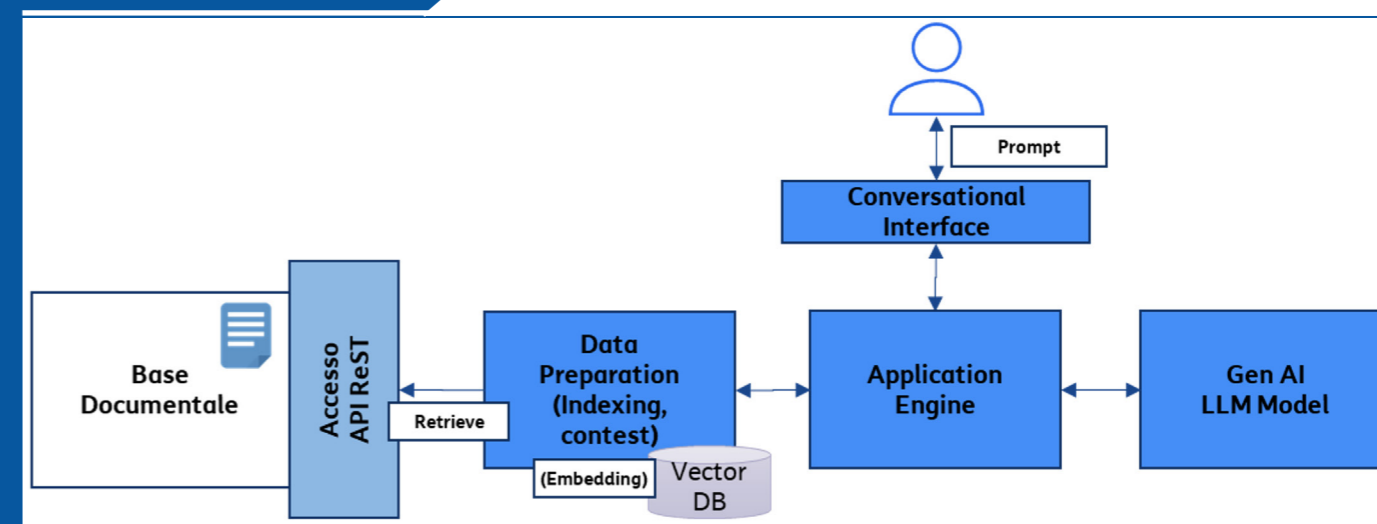 Prompt
Conversational
Interface
Base
Documentale
Accesso
API ReST
Retrieve
Data
Preparation
(Indexing,
contest)
(Embedding)
Vector
DB
Application
Engine
Gen AI
LLM Model